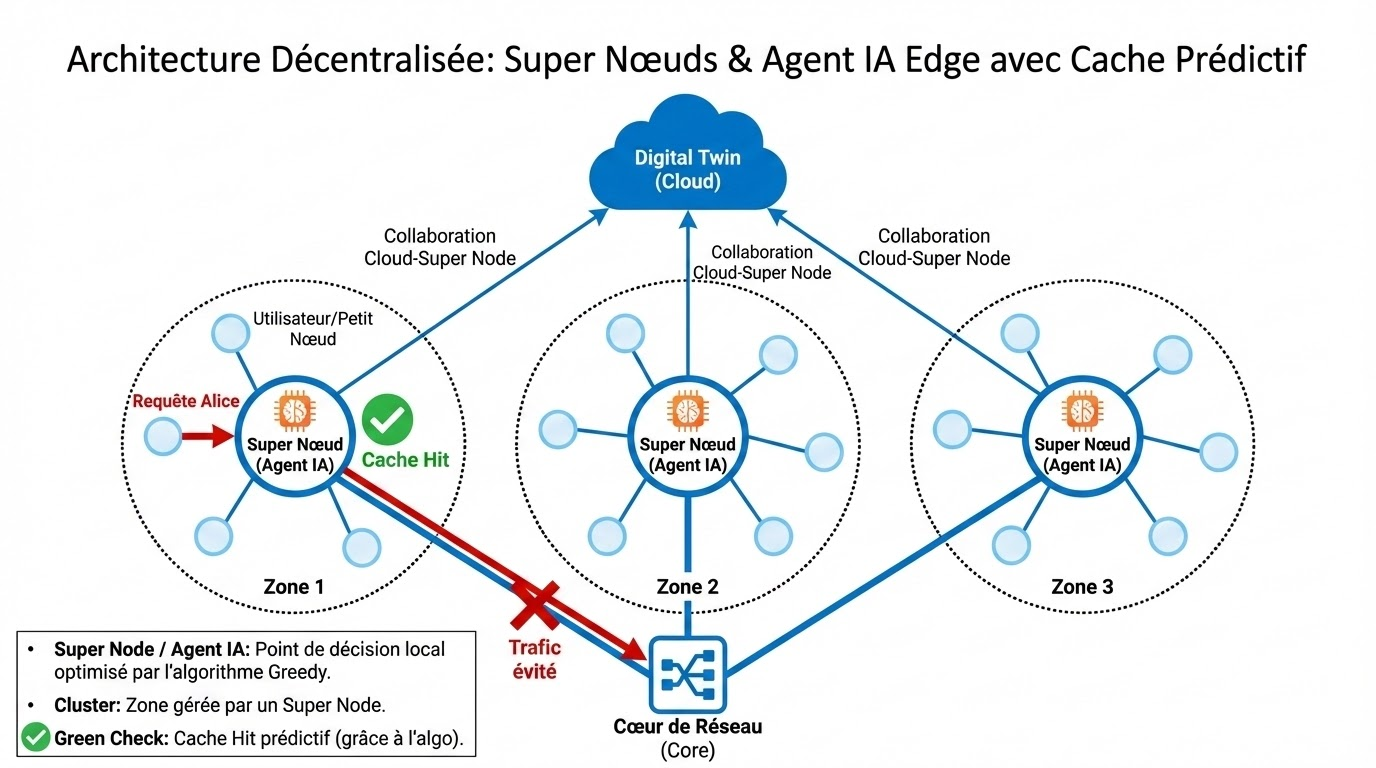 Architecture Décentralisée: Super Nœuds & Agent IA Edge avec Cache Prédictif
Digital Twin
(Cloud)
Collaboration
Cloud-Super Node
Collaboration
Cloud-Super Node
Collaboration
Cloud-Super Node
Utilisateur/Petit
Nœud
Requête Alice
Super Nœud
(Agent IA)
Cache Hit
Zone 1
Super Nœud
(Agent IA)
Zone 2
Super Nœud
(Agent IA)
Zone 3
Trafic
évité
Cœur de Réseau
(Core)
• Super Node / Agent IA: Point de décision local
optimisé par l'algorithme Greedy.
• Cluster: Zone gérée par un Super Node.
Green Check: Cache Hit prédictif (grâce à l'algo).